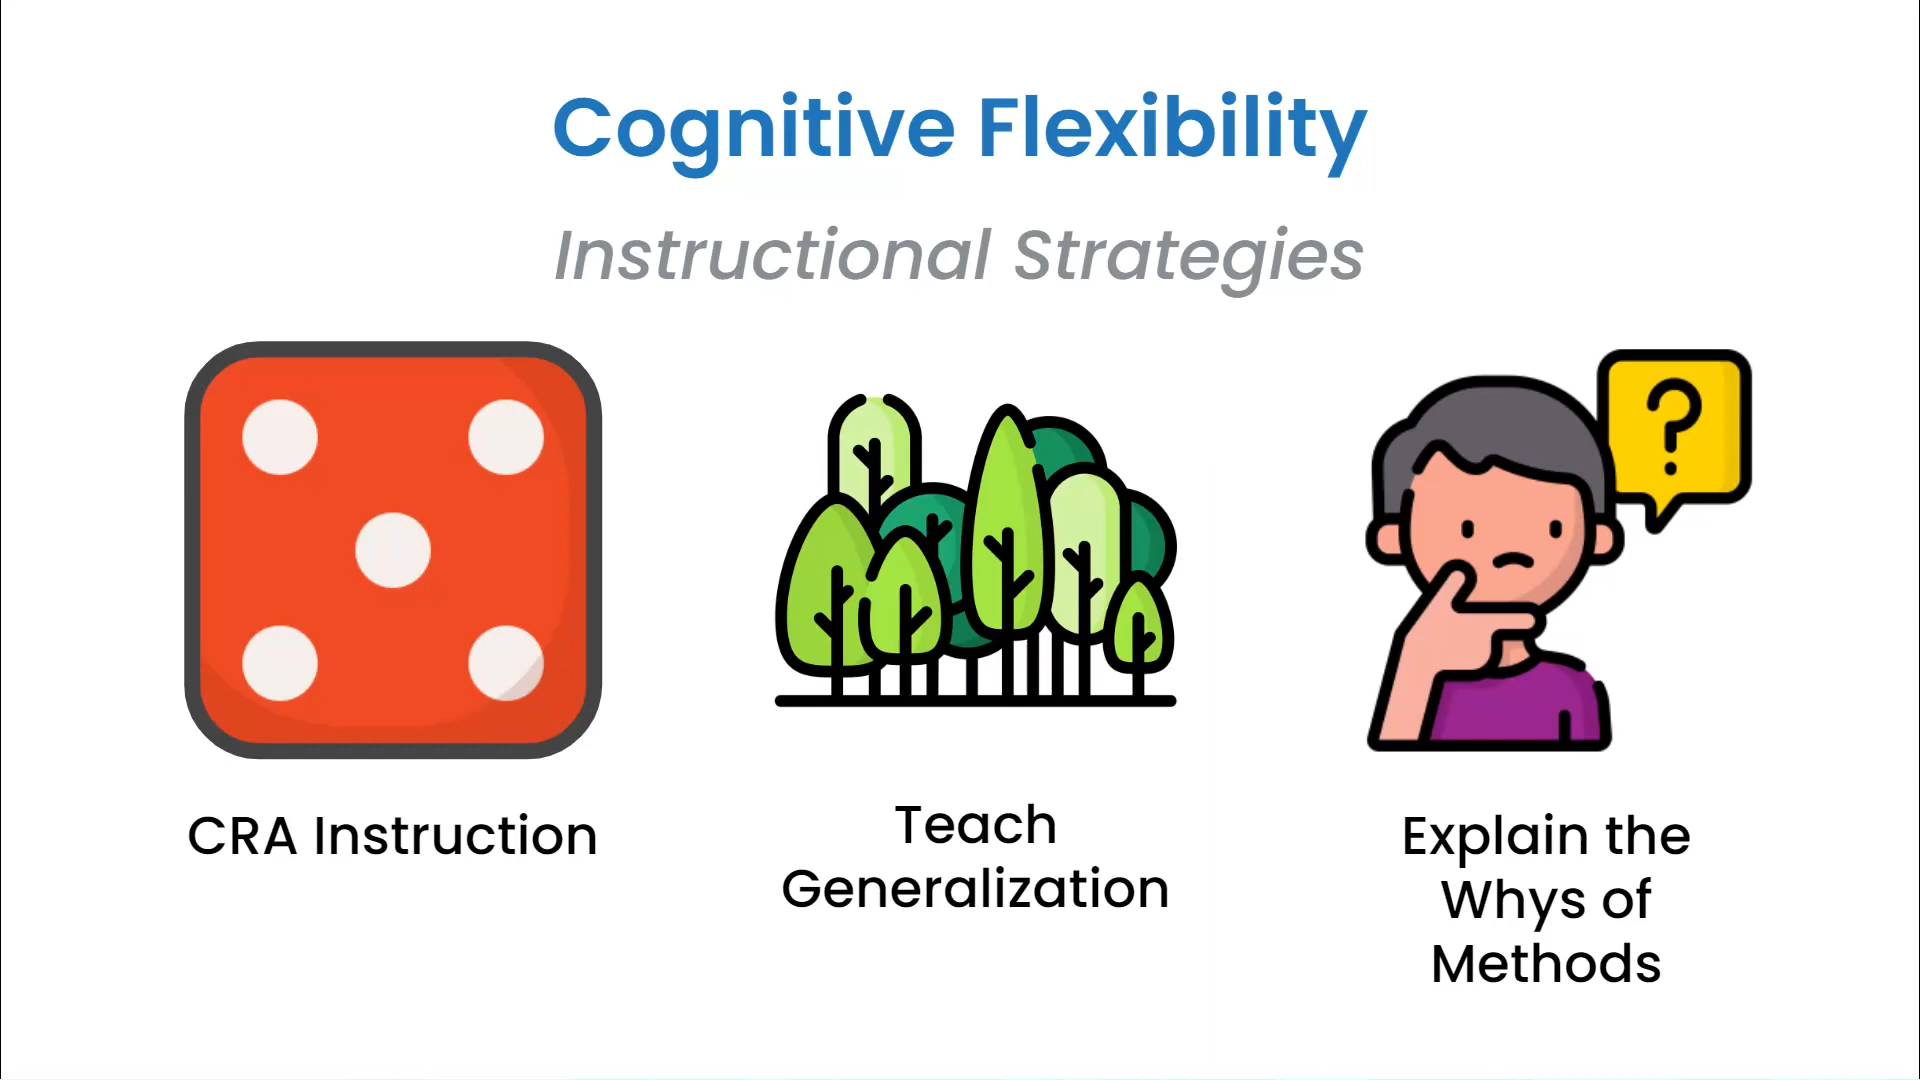 Cognitive Flexibility
Instructional Strategies
?
CRA Instruction
Teach
Generalization
Explain the
Whys of
Methods